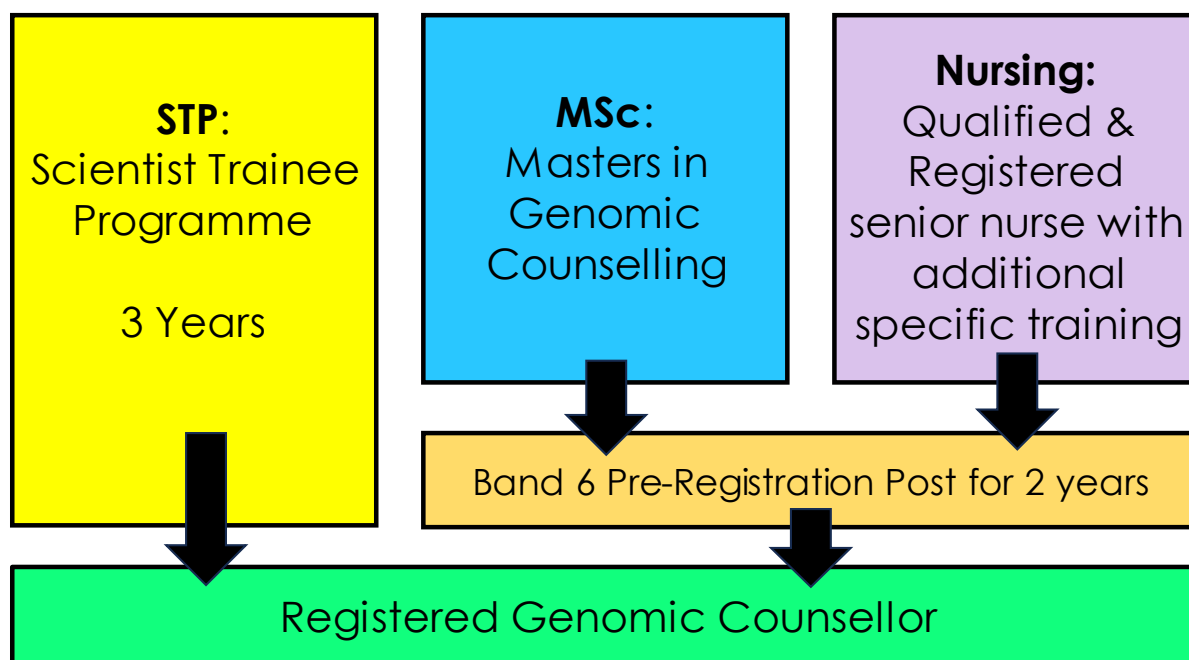 STP:
Scientist Trainee
Programme
3 Years
MSc:
Masters in
Genomic
Counselling
Nursing:
Qualified &
Registered
senior nurse with
additional
specific training
Band 6 Pre-Registration Post for 2 years
Registered Genomic Counsellor